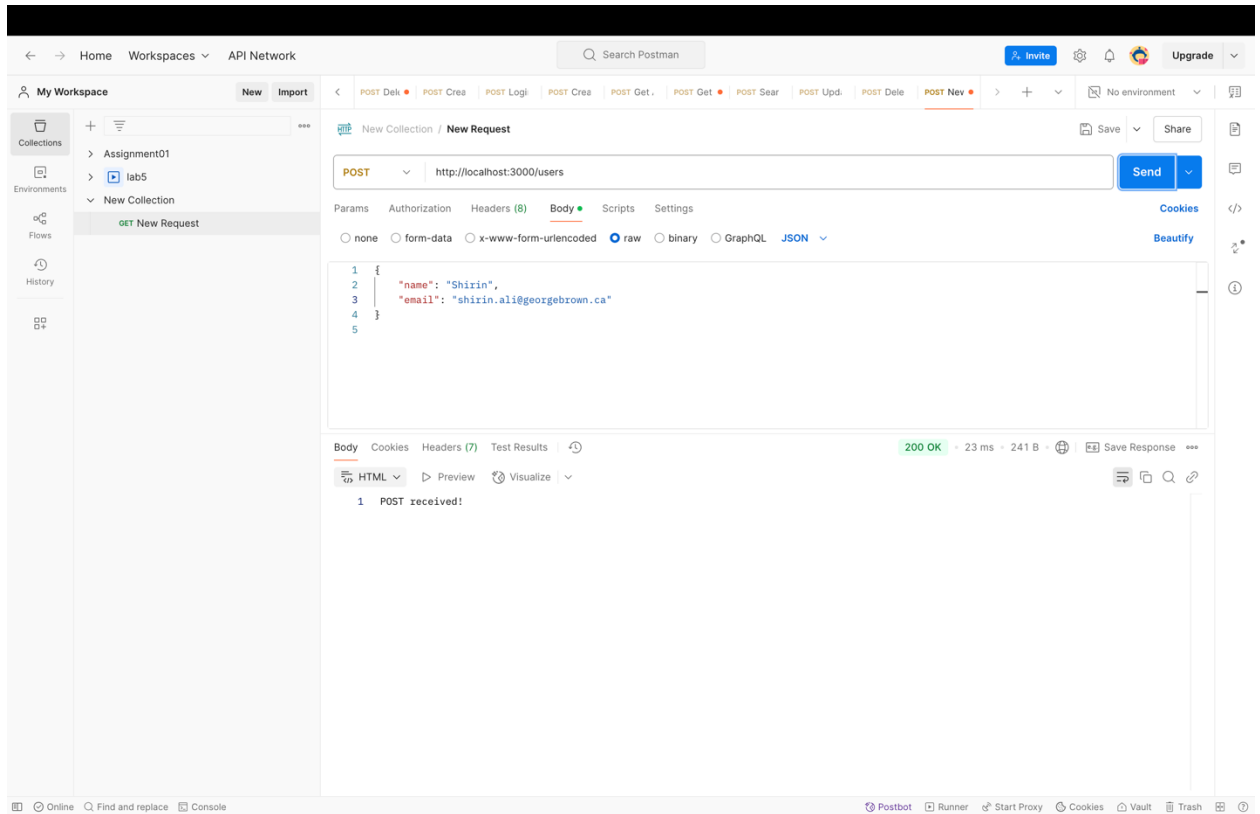 Home Workspaces API Network Search Postman Invite Upgrade
My Workspace New Import POST Dele POST Crea POST Logi POST Crea POST Get . POST Get POST Sear POST Upd POST Dele POST Nev No environment
Collections
Environments
Flows
History
Assignment01
lab5
New Collection
GET New Request
HTTP New Collection / New Request Save Share
POST http://localhost:3000/users Send
Params Authorization Headers (8) Body Scripts Settings Cookies
none form-data x-www-form-urlencoded raw binary GraphQL JSON Beautify
1 {
2 "name": "Shirin",
3 "email": "shirin.ali@georgebrown.ca"
4 }
5
Body Cookies Headers (7) Test Results 200 OK • 23 ms • 241 B • e.g. Save Response
HTML Preview Visualize
1 POST received!
Online Find and replace Console Postbot Runner Start Proxy Cookies Vault Trash